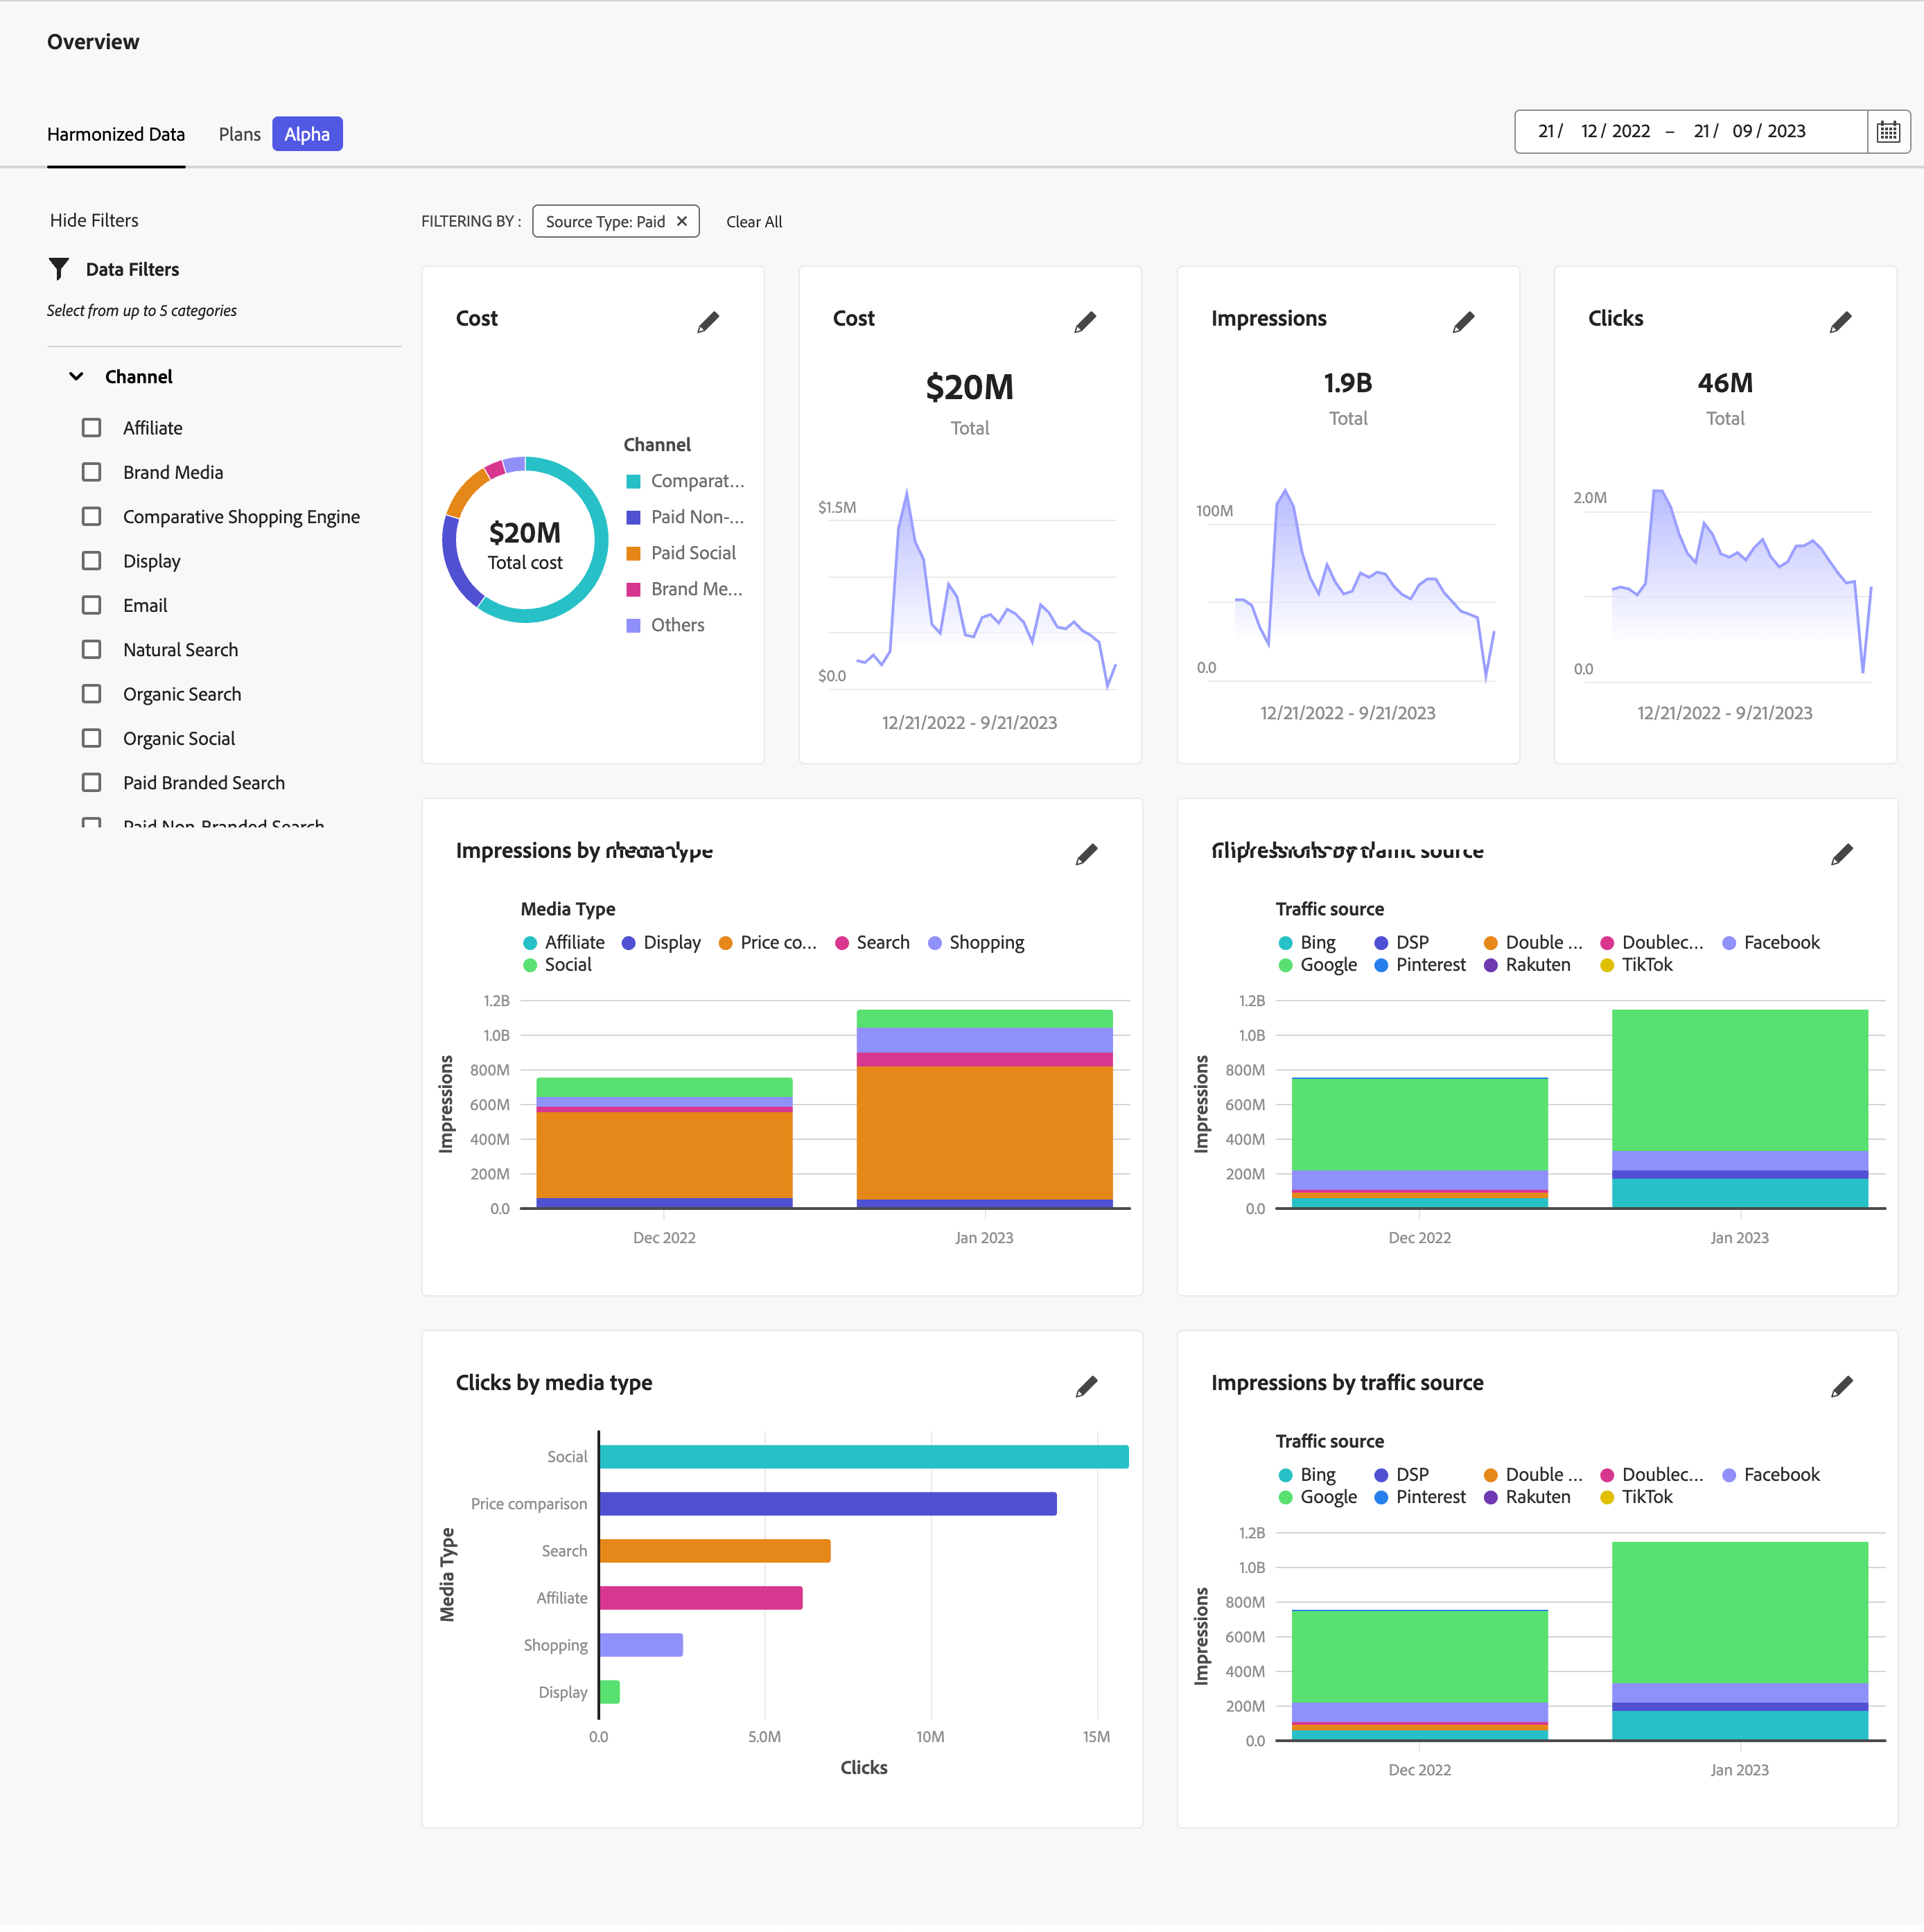 Overview
Harmonized Data Plans Alpha
21 / 12 / 2022 – 21 / 09 / 2023
Hide Filters
FILTERING BY : Source Type: Paid Clear All
Data Filters
Select from up to 5 categories
Channel
Affiliate
Brand Media
Comparative Shopping Engine
Display
Email
Natural Search
Organic Search
Organic Social
Paid Branded Search
Paid Non-Branded Search
Cost
$20M
Total cost
Channel
Comparat...
Paid Non-...
Paid Social
Brand Me...
Others
Cost
$20M
Total
$1.5M
$0.0
12/21/2022 - 9/21/2023
Impressions
1.9B
Total
100M
0.0
12/21/2022 - 9/21/2023
Clicks
46M
Total
2.0M
0.0
12/21/2022 - 9/21/2023
Impressions by
Media Type
Affiliate Display Price co... Search Shopping
Social
1.2B
1.0B
800M
600M
400M
200M
0.0
Impressions
Dec 2022 Jan 2023
by traffic source
Traffic source
Bing DSP Double ... Doublec... Facebook
Google Pinterest Rakuten TikTok
1.2B
1.0B
800M
600M
400M
200M
0.0
Impressions
Dec 2022 Jan 2023
Clicks by media type
Media Type
Social
Price comparison
Search
Affiliate
Shopping
Display
0.0 5.0M 10M 15M
Clicks
Impressions by traffic source
Traffic source
Bing DSP Double ... Doublec... Facebook
Google Pinterest Rakuten TikTok
1.2B
1.0B
800M
600M
400M
200M
0.0
Impressions
Dec 2022 Jan 2023